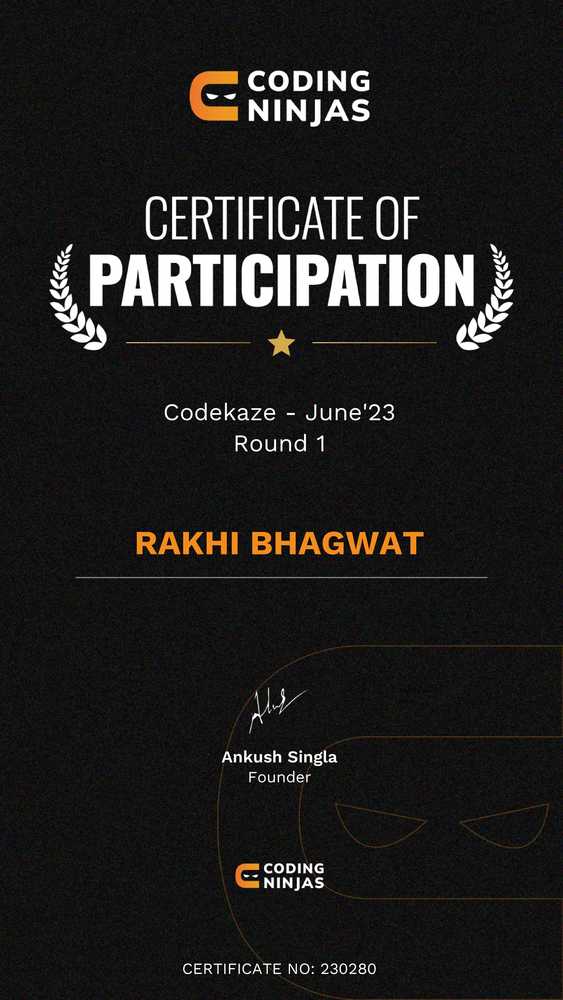 CODING
NINJAS
CERTIFICATE OF
PARTICIPATION
Codekaze - June'23
Round 1
RAKHI BHAGWAT
Ankush Singla
Founder
CODING
NINJAS
CERTIFICATE NO: 230280